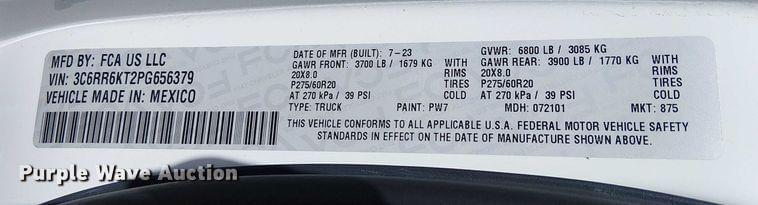 MFD BY: FCA US LLC
VIN: 3C6RR6KT2PG656379
VEHICLE MADE IN: MEXICO
DATE OF MFR (BUILT): 7-23
GAWR FRONT: 3700 LB / 1679 KG WITH
20X8.0 RIMS
P275/60R20 TIRES
AT 270 kPa / 39 PSI COLD
TYPE: TRUCK PAINT: PW7
GVWR: 6800 LB / 3085 KG
GAWR REAR: 3900 LB / 1770 KG WITH
20X8.0 RIMS
P275/60R20 TIRES
AT 270 kPa / 39 PSI COLD
MDH: 072101 MKT: 875
THIS VEHICLE CONFORMS TO ALL APPLICABLE U.S.A. FEDERAL MOTOR VEHICLE SAFETY
STANDARDS IN EFFECT ON THE DATE OF MANUFACTURE SHOWN ABOVE.
Purple Wave Auction